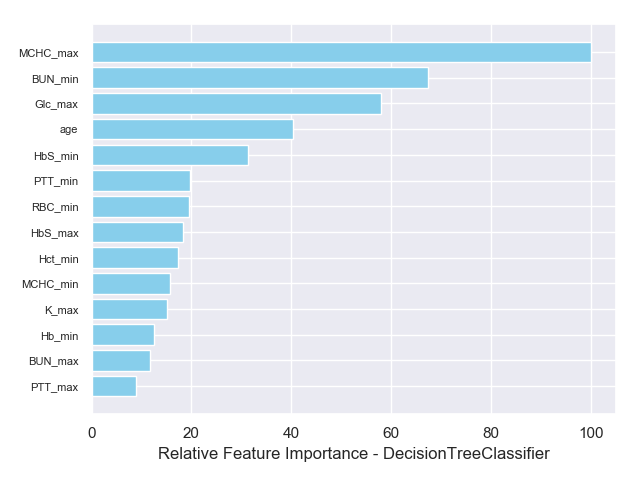 MCHC_max
BUN_min
Glc_max
age
HbS_min
PTT_min
RBC_min
HbS_max
Hct_min
MCHC_min
K_max
Hb_min
BUN_max
PTT_max
0 20 40 60 80 100
Relative Feature Importance - DecisionTreeClassifier